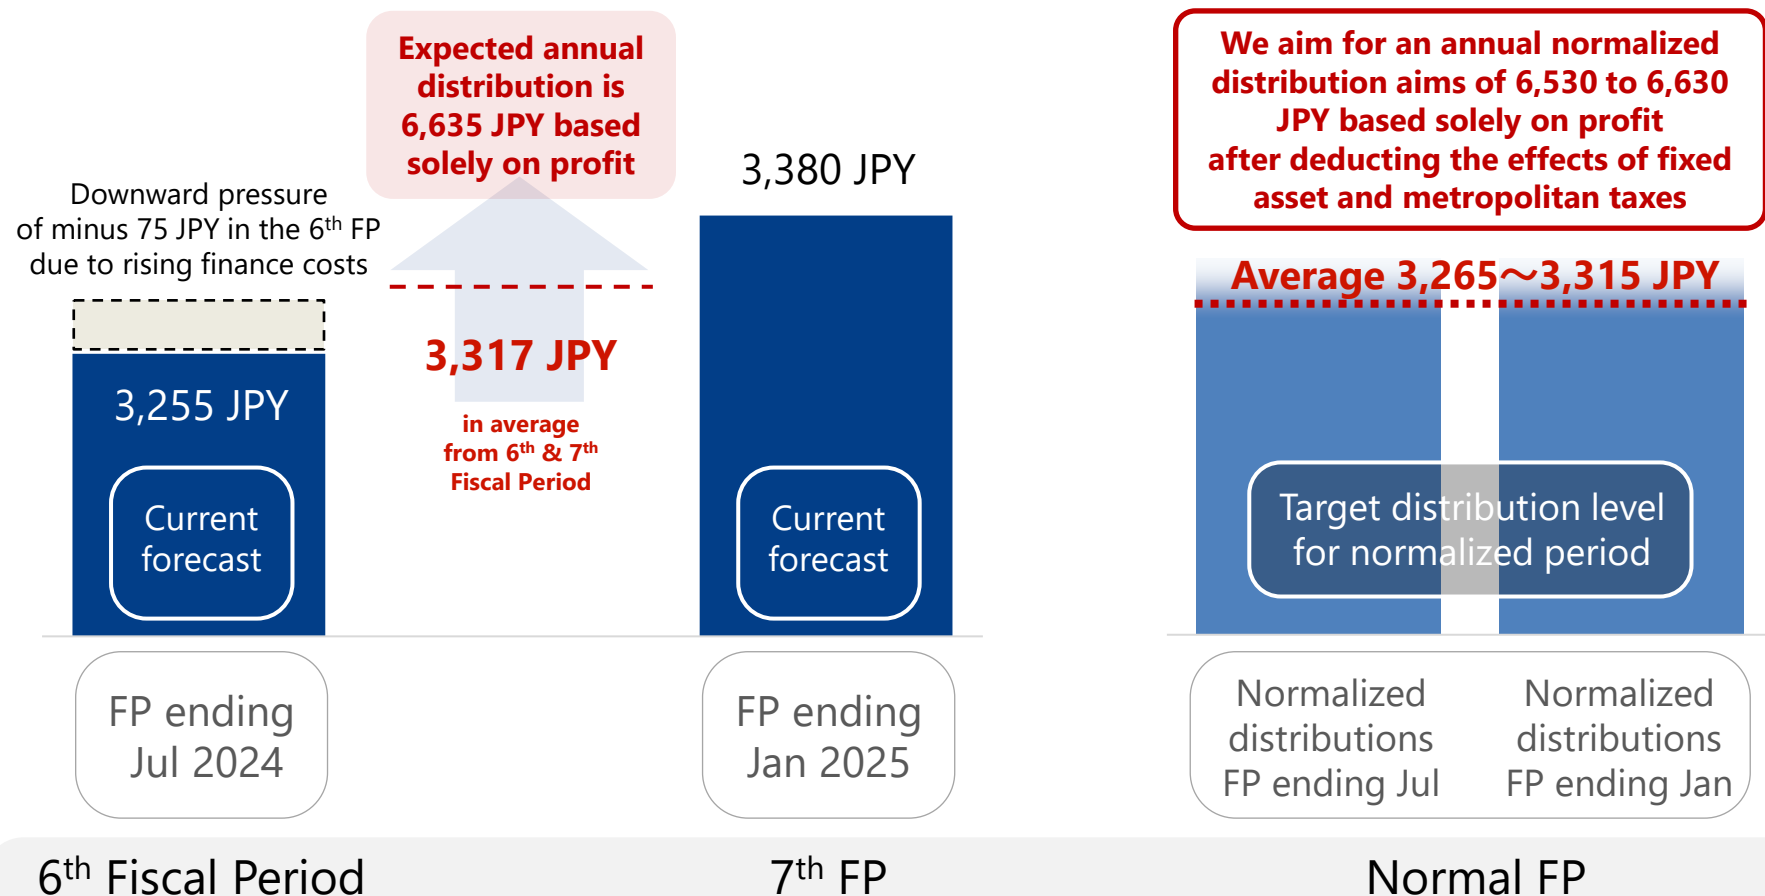 Expected annual
distribution is
6,635 JPY based
solely on profit
Downward pressure
of minus 75 JPY in the 6th FP
due to rising finance costs
3,255 JPY
Current
forecast
3,317 JPY
in average
from 6th & 7th
Fiscal Period
3,380 JPY
Current
forecast
We aim for an annual normalized
distribution aims of 6,530 to 6,630
JPY based solely on profit
after deducting the effects of fixed
asset and metropolitan taxes
Average 3,265～3,315 JPY
Target distribution level
for normalized period
FP ending
Jul 2024
FP ending
Jan 2025
Normalized
distributions
FP ending Jul
Normalized
distributions
FP ending Jan
6th Fiscal Period
7th FP
Normal FP